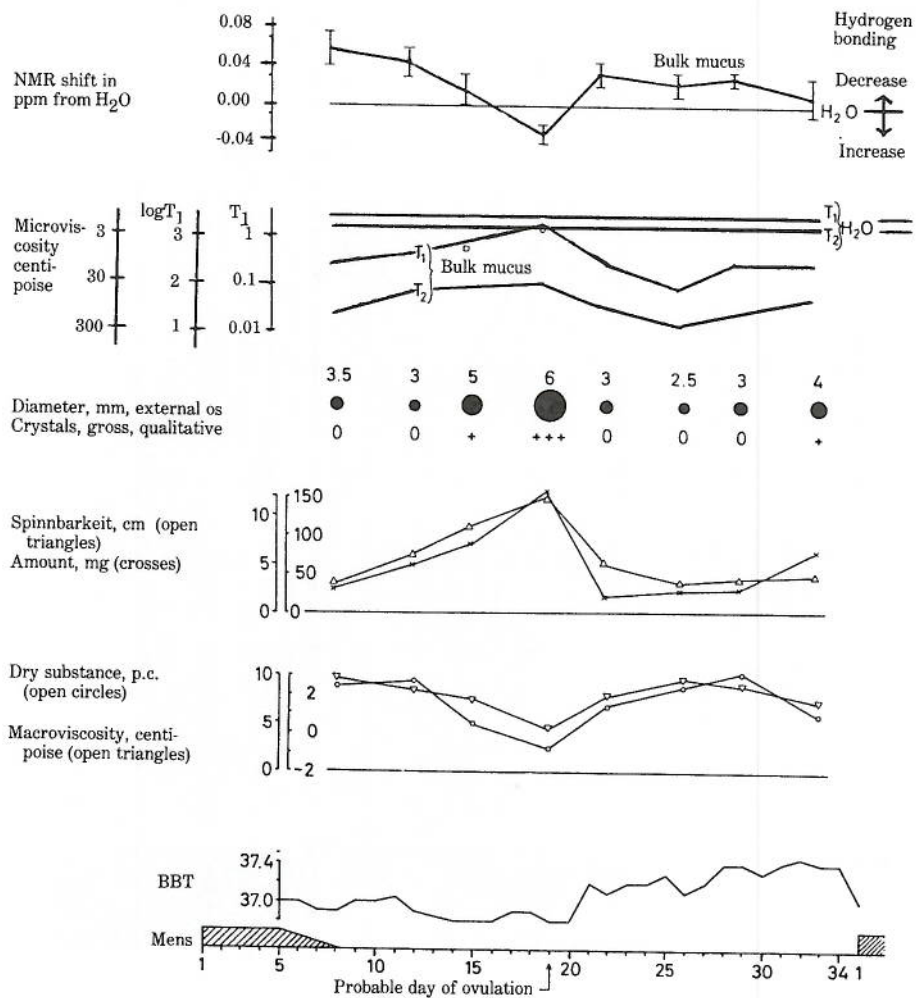 0.08
0.04
0.00
-0.04
NMR shift in
ppm from H₂O
Bulk mucus
Hydrogen
bonding
Decrease
H₂O
Increase
Microvis-
cosity
centi-
poise
3
30
300
logT₁
3
2
1
T₁
1
0.1
0.01
T₁
T₂
Bulk mucus
T₁
T₂
H₂O
3.5 3 5 6 3 2.5 3 4
Diameter, mm, external os
Crystals, gross, qualitative
0 0 + +++ 0 0 0 +
Spinnbarkeit, cm (open
triangles)
Amount, mg (crosses)
10
5
0
150
100
50
0
Dry substance, p.c.
(open circles)
Macroviscosity, centi-
poise (open triangles)
10
5
0
2
0
-2
BBT
37.4
37.0
Mens
1 5 10 15 20 25 30 34 1
Probable day of ovulation